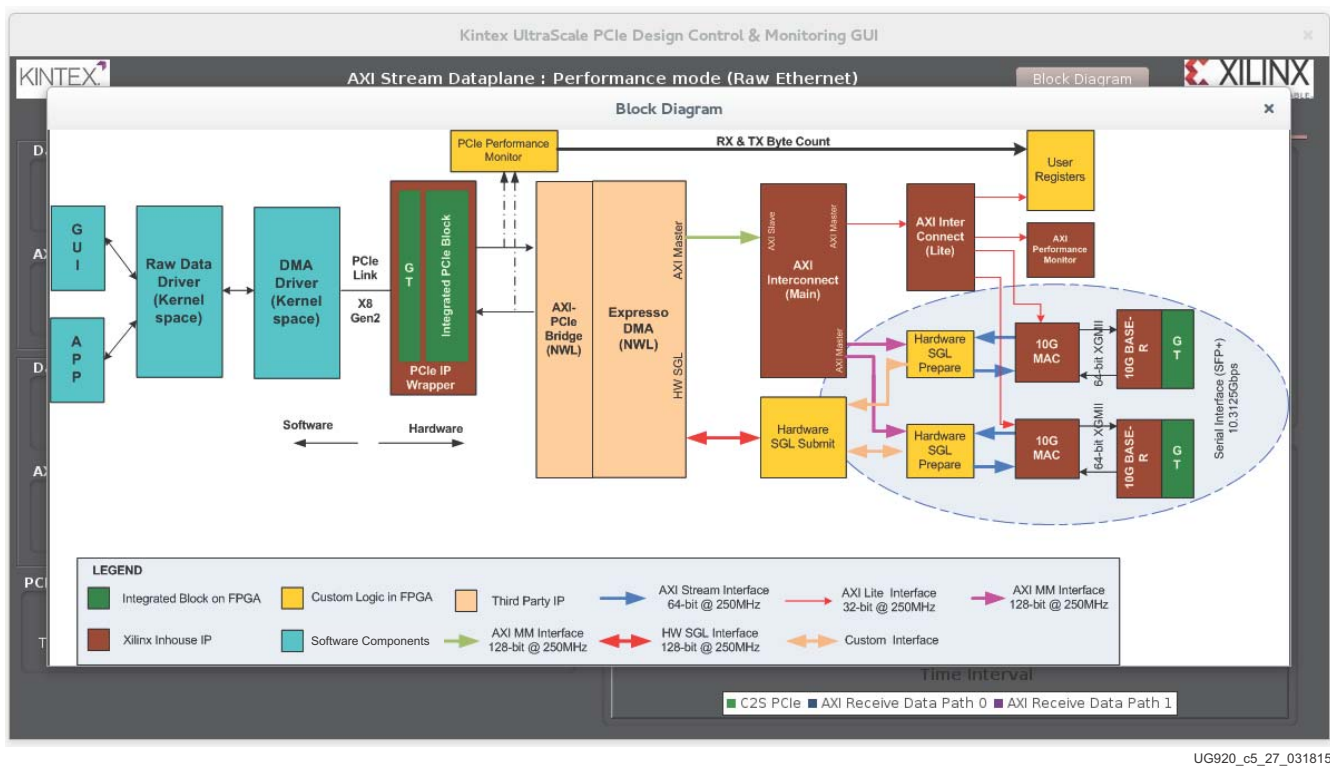 Kintex UltraScale PCIe Design Control & Monitoring GUI
KINTEX.
AXI Stream Dataplane : Performance mode (Raw Ethernet)
Block Diagram
XILINX
Block Diagram
PCIe Performance
Monitor
RX & TX Byte Count
User
Registers
G
U
I
A
P
P
Raw Data
Driver
(Kernel
space)
DMA
Driver
(Kernel
space)
PCIe
Link
X8
Gen2
G
T
Integrated PCIe Block
PCIe IP
Wrapper
AXI-
PCIe
Bridge
(NWL)
Expresso
DMA
(NWL)
AXI Master
HW SGL
AXI Slave
AXI Master
AXI
Interconnect
(Main)
AXI Master
AXI Inter
Connect
(Lite)
AXI
Performance
Monitor
Hardware
SGL Submit
Hardware
SGL
Prepare
10G
MAC
64-bit XGMII
10G BASE-
R
G
T
Hardware
SGL
Prepare
10G
MAC
64-bit XGMII
10G BASE-
R
G
T
Serial Interface (SFP+)
10.3125Gbps
Software
Hardware
LEGEND
Integrated Block on FPGA
Custom Logic in FPGA
Third Party IP
AXI Stream Interface
64-bit @ 250MHz
AXI Lite Interface
32-bit @ 250MHz
AXI MM Interface
128-bit @ 250MHz
Xilinx Inhouse IP
Software Components
AXI MM Interface
128-bit @ 250MHz
HW SGL Interface
128-bit @ 250MHz
Custom Interface
Time Interval
C2S PCIe
AXI Receive Data Path 0
AXI Receive Data Path 1
UG920_c5_27_031815